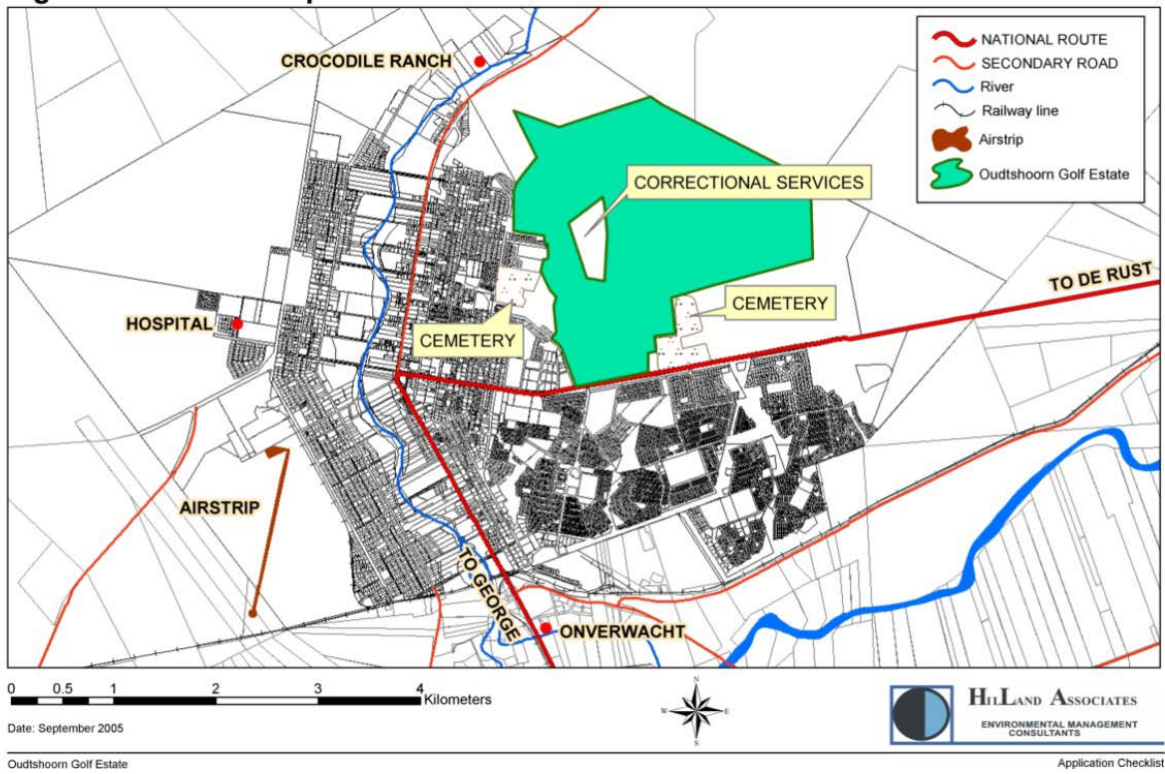 CROCODILE RANCH
NATIONAL ROUTE
SECONDARY ROAD
River
Railway line
Airstrip
Oudtshoorn Golf Estate
CORRECTIONAL SERVICES
TO DE RUST
CEMETERY
HOSPITAL
CEMETERY
AIRSTRIP
TO GEORGE
ONVERWACHT
0 0.5 1 2 3 4
Kilometers
N
W E
S
HILLAND ASSOCIATES
ENVIRONMENTAL MANAGEMENT
CONSULTANTS
Date: September 2005
Oudtshoorn Golf Estate
Application Checklist